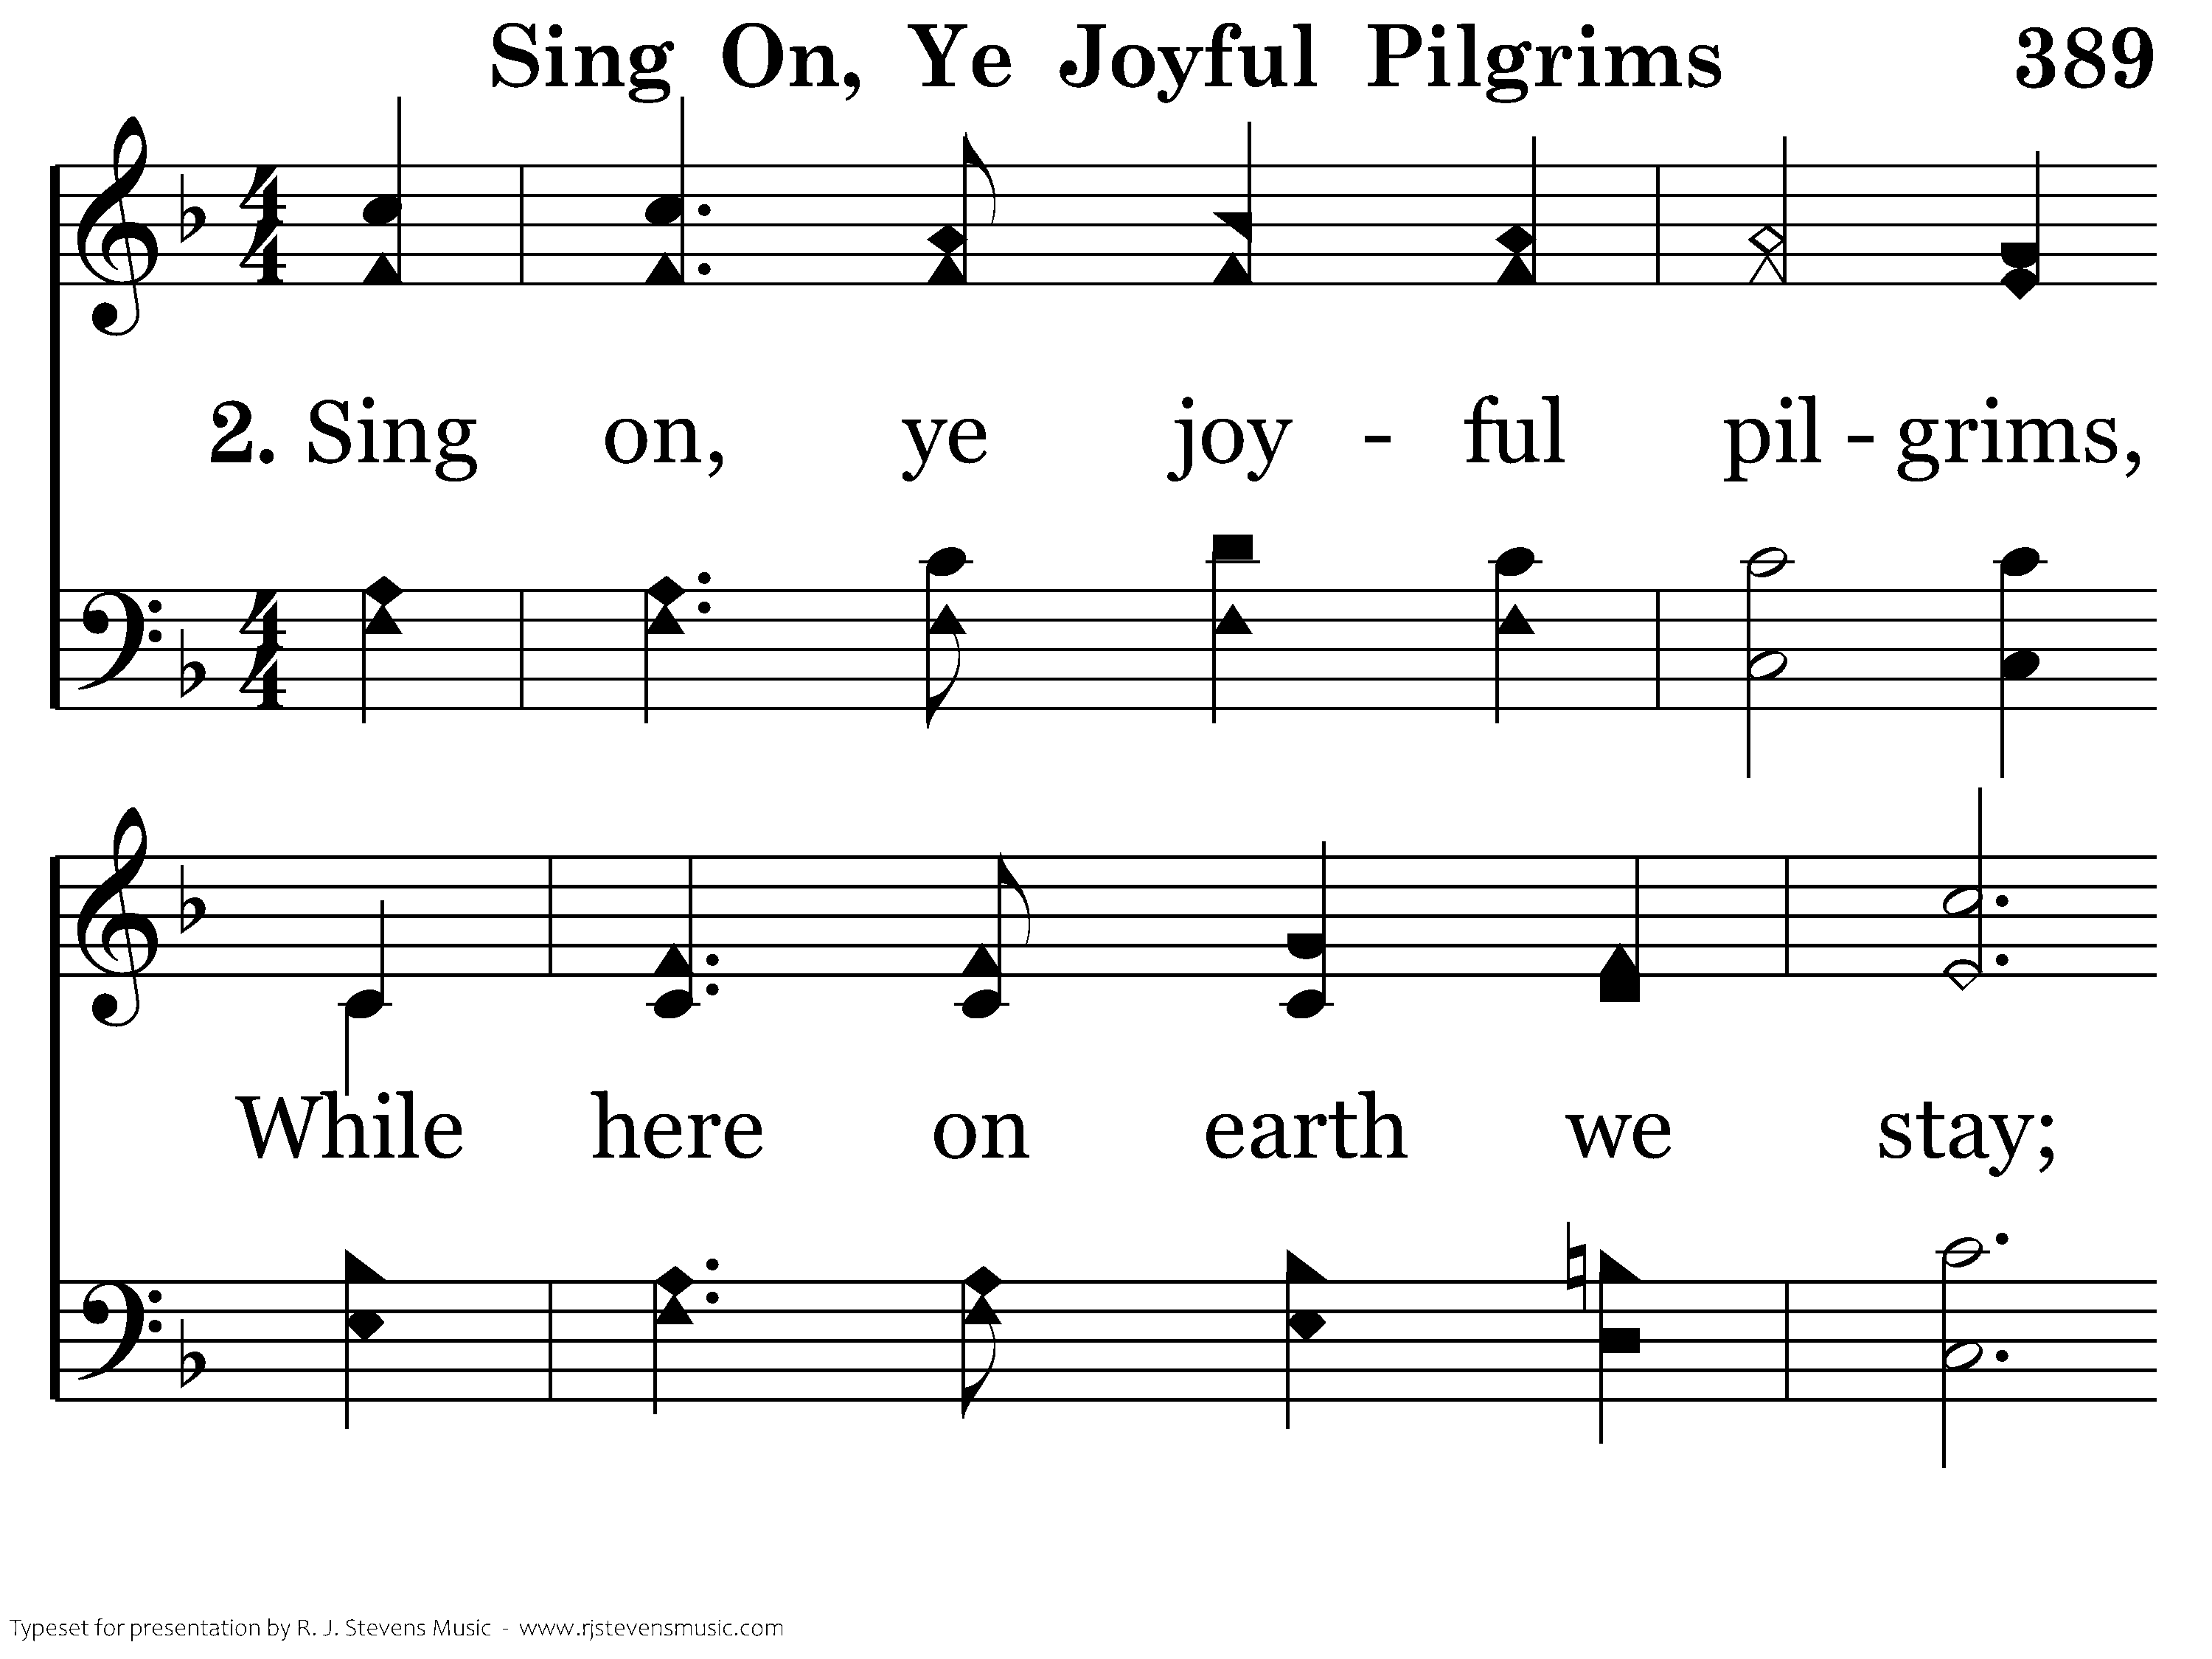 Sing On, Ye Joyful Pilgrims 389
2. Sing on, ye joy - ful pil - grims,
While here on earth we stay;
Typeset for presentation by R. J. Stevens Music - www.rjstevensmusic.com